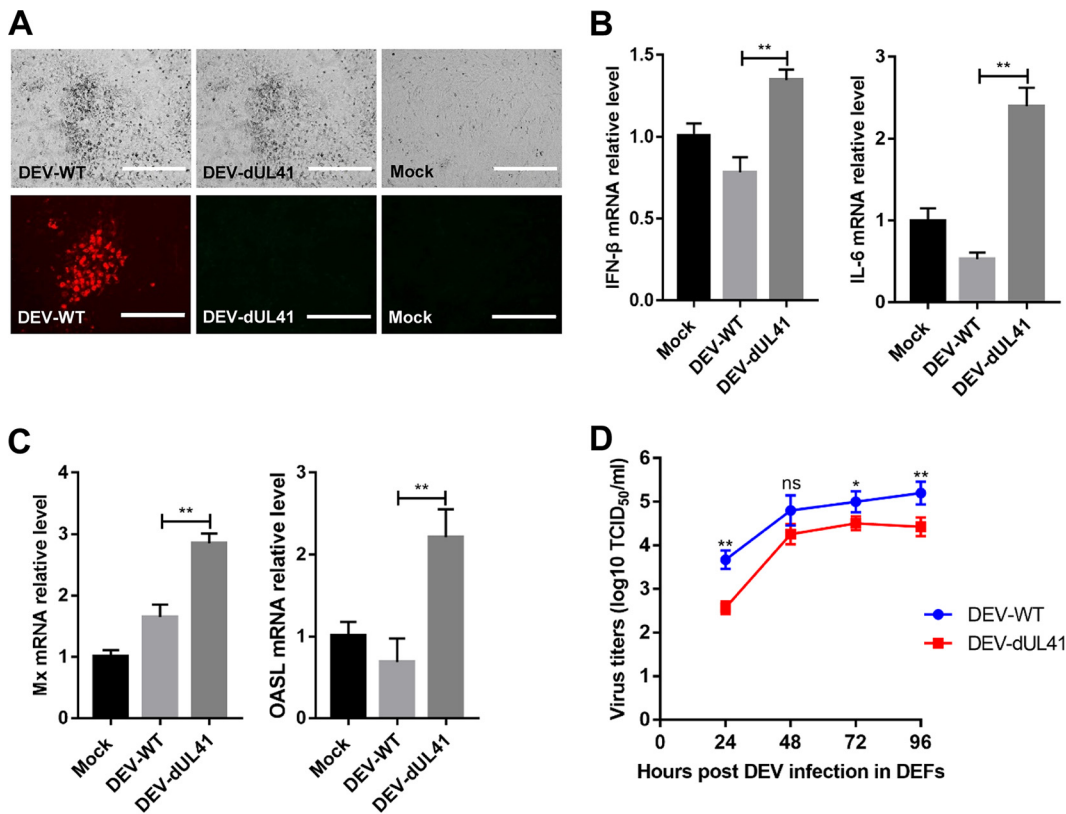 A
DEV-WT
DEV-dUL41
Mock
DEV-WT
DEV-dUL41
Mock
B
IFN-β mRNA relative level
1.5
1.0
0.5
0.0
**
Mock
DEV-WT
DEV-dUL41
IL-6 mRNA relative level
3
2
1
0
**
Mock
DEV-WT
DEV-dUL41
C
Mx mRNA relative level
4
3
2
1
0
**
Mock
DEV-WT
DEV-dUL41
OASL mRNA relative level
3
2
1
0
**
Mock
DEV-WT
DEV-dUL41
D
Virus titers (log10 TCID50/ml)
6
5
4
3
2
1
0
**
ns
*
**
DEV-WT
DEV-dUL41
0 24 48 72 96
Hours post DEV infection in DEFs